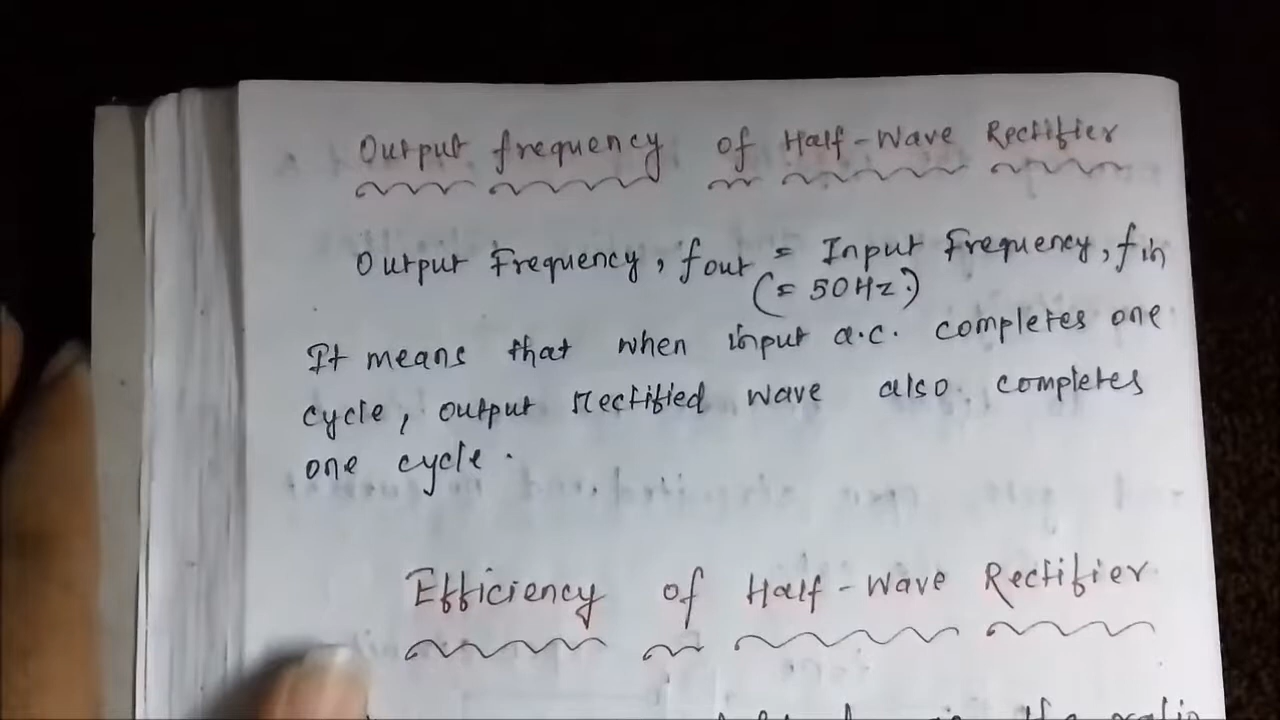 Output frequency of Half-Wave Rectifier
Output Frequency, fout = Input Frequency, fin
(= 50Hz.)
It means that when input a.c. completes one
cycle, output rectified wave also completes
one cycle.
Efficiency of Half-Wave Rectifier